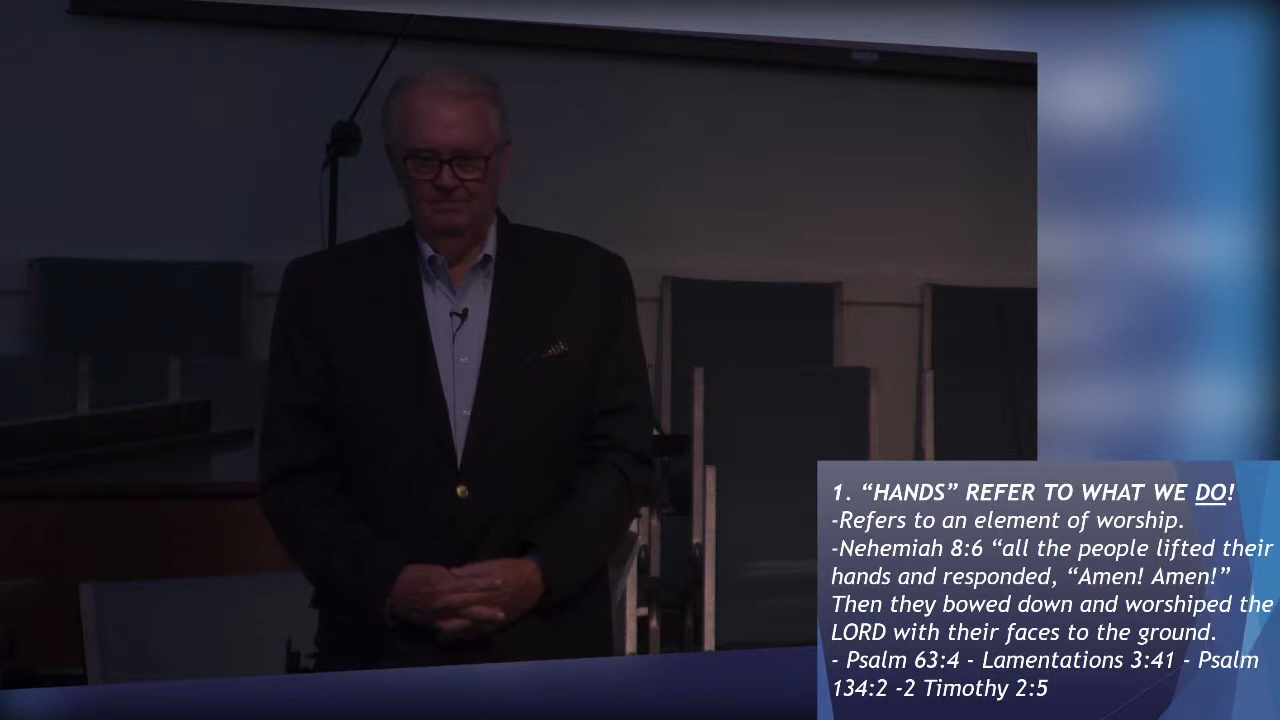 1. “HANDS” REFER TO WHAT WE DO!
-Refers to an element of worship.
-Nehemiah 8:6 “all the people lifted their
hands and responded, “Amen! Amen!”
Then they bowed down and worshiped the
LORD with their faces to the ground.
- Psalm 63:4 - Lamentations 3:41 - Psalm
134:2 -2 Timothy 2:5